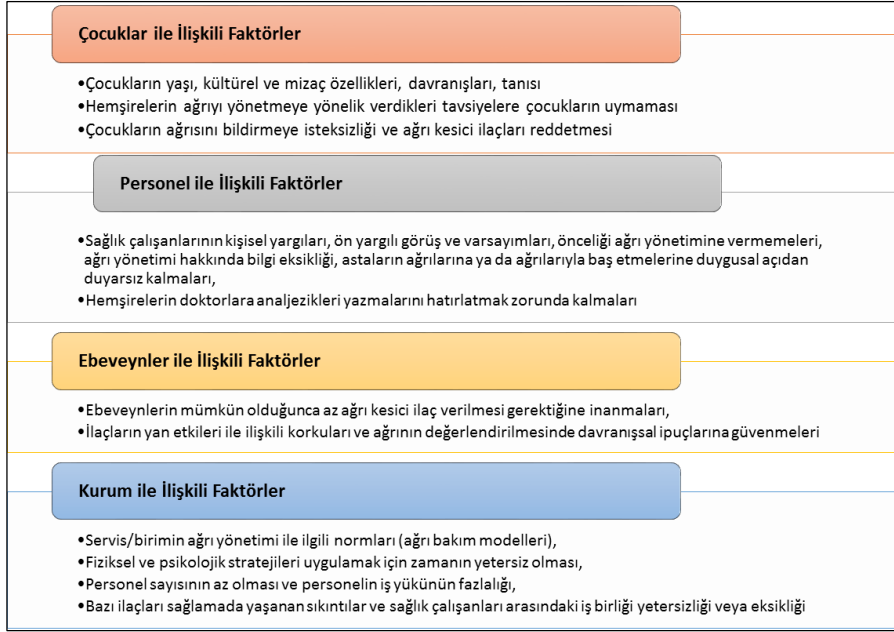 Çocuklar ile İlişkili Faktörler
•Çocukların yaşı, kültürel ve mizaç özellikleri, davranışları, tanısı
•Hemşirelerin ağrıyı yönetmeye yönelik verdikleri tavsiyelere çocukların uymaması
•Çocukların ağrısını bildirmeye isteksizliği ve ağrı kesici ilaçları reddetmesi
Personel ile İlişkili Faktörler
•Sağlık çalışanlarının kişisel yargıları, ön yargılı görüş ve varsayımları, önceliği ağrı yönetimine vermemeleri,
ağrı yönetimi hakkında bilgi eksikliği, astaların ağrılarına ya da ağrılarıyla baş etmelerine duygusal açıdan
duyarsız kalmaları,
•Hemşirelerin doktorlara analjezikleri yazmalarını hatırlatmak zorunda kalmaları
Ebeveynler ile İlişkili Faktörler
•Ebeveynlerin mümkün olduğunca az ağrı kesici ilaç verilmesi gerektiğine inanmaları,
•İlaçların yan etkileri ile ilişkili korkuları ve ağrının değerlendirilmesinde davranışsal ipuçlarına güvenmeleri
Kurum ile İlişkili Faktörler
•Servis/birimin ağrı yönetimi ile ilgili normları (ağrı bakım modelleri),
•Fiziksel ve psikolojik stratejileri uygulamak için zamanın yetersiz olması,
•Personel sayısının az olması ve personelin iş yükünün fazlalığı,
•Bazı ilaçları sağlamada yaşanan sıkıntılar ve sağlık çalışanları arasındaki iş birliği yetersizliği veya eksikliği